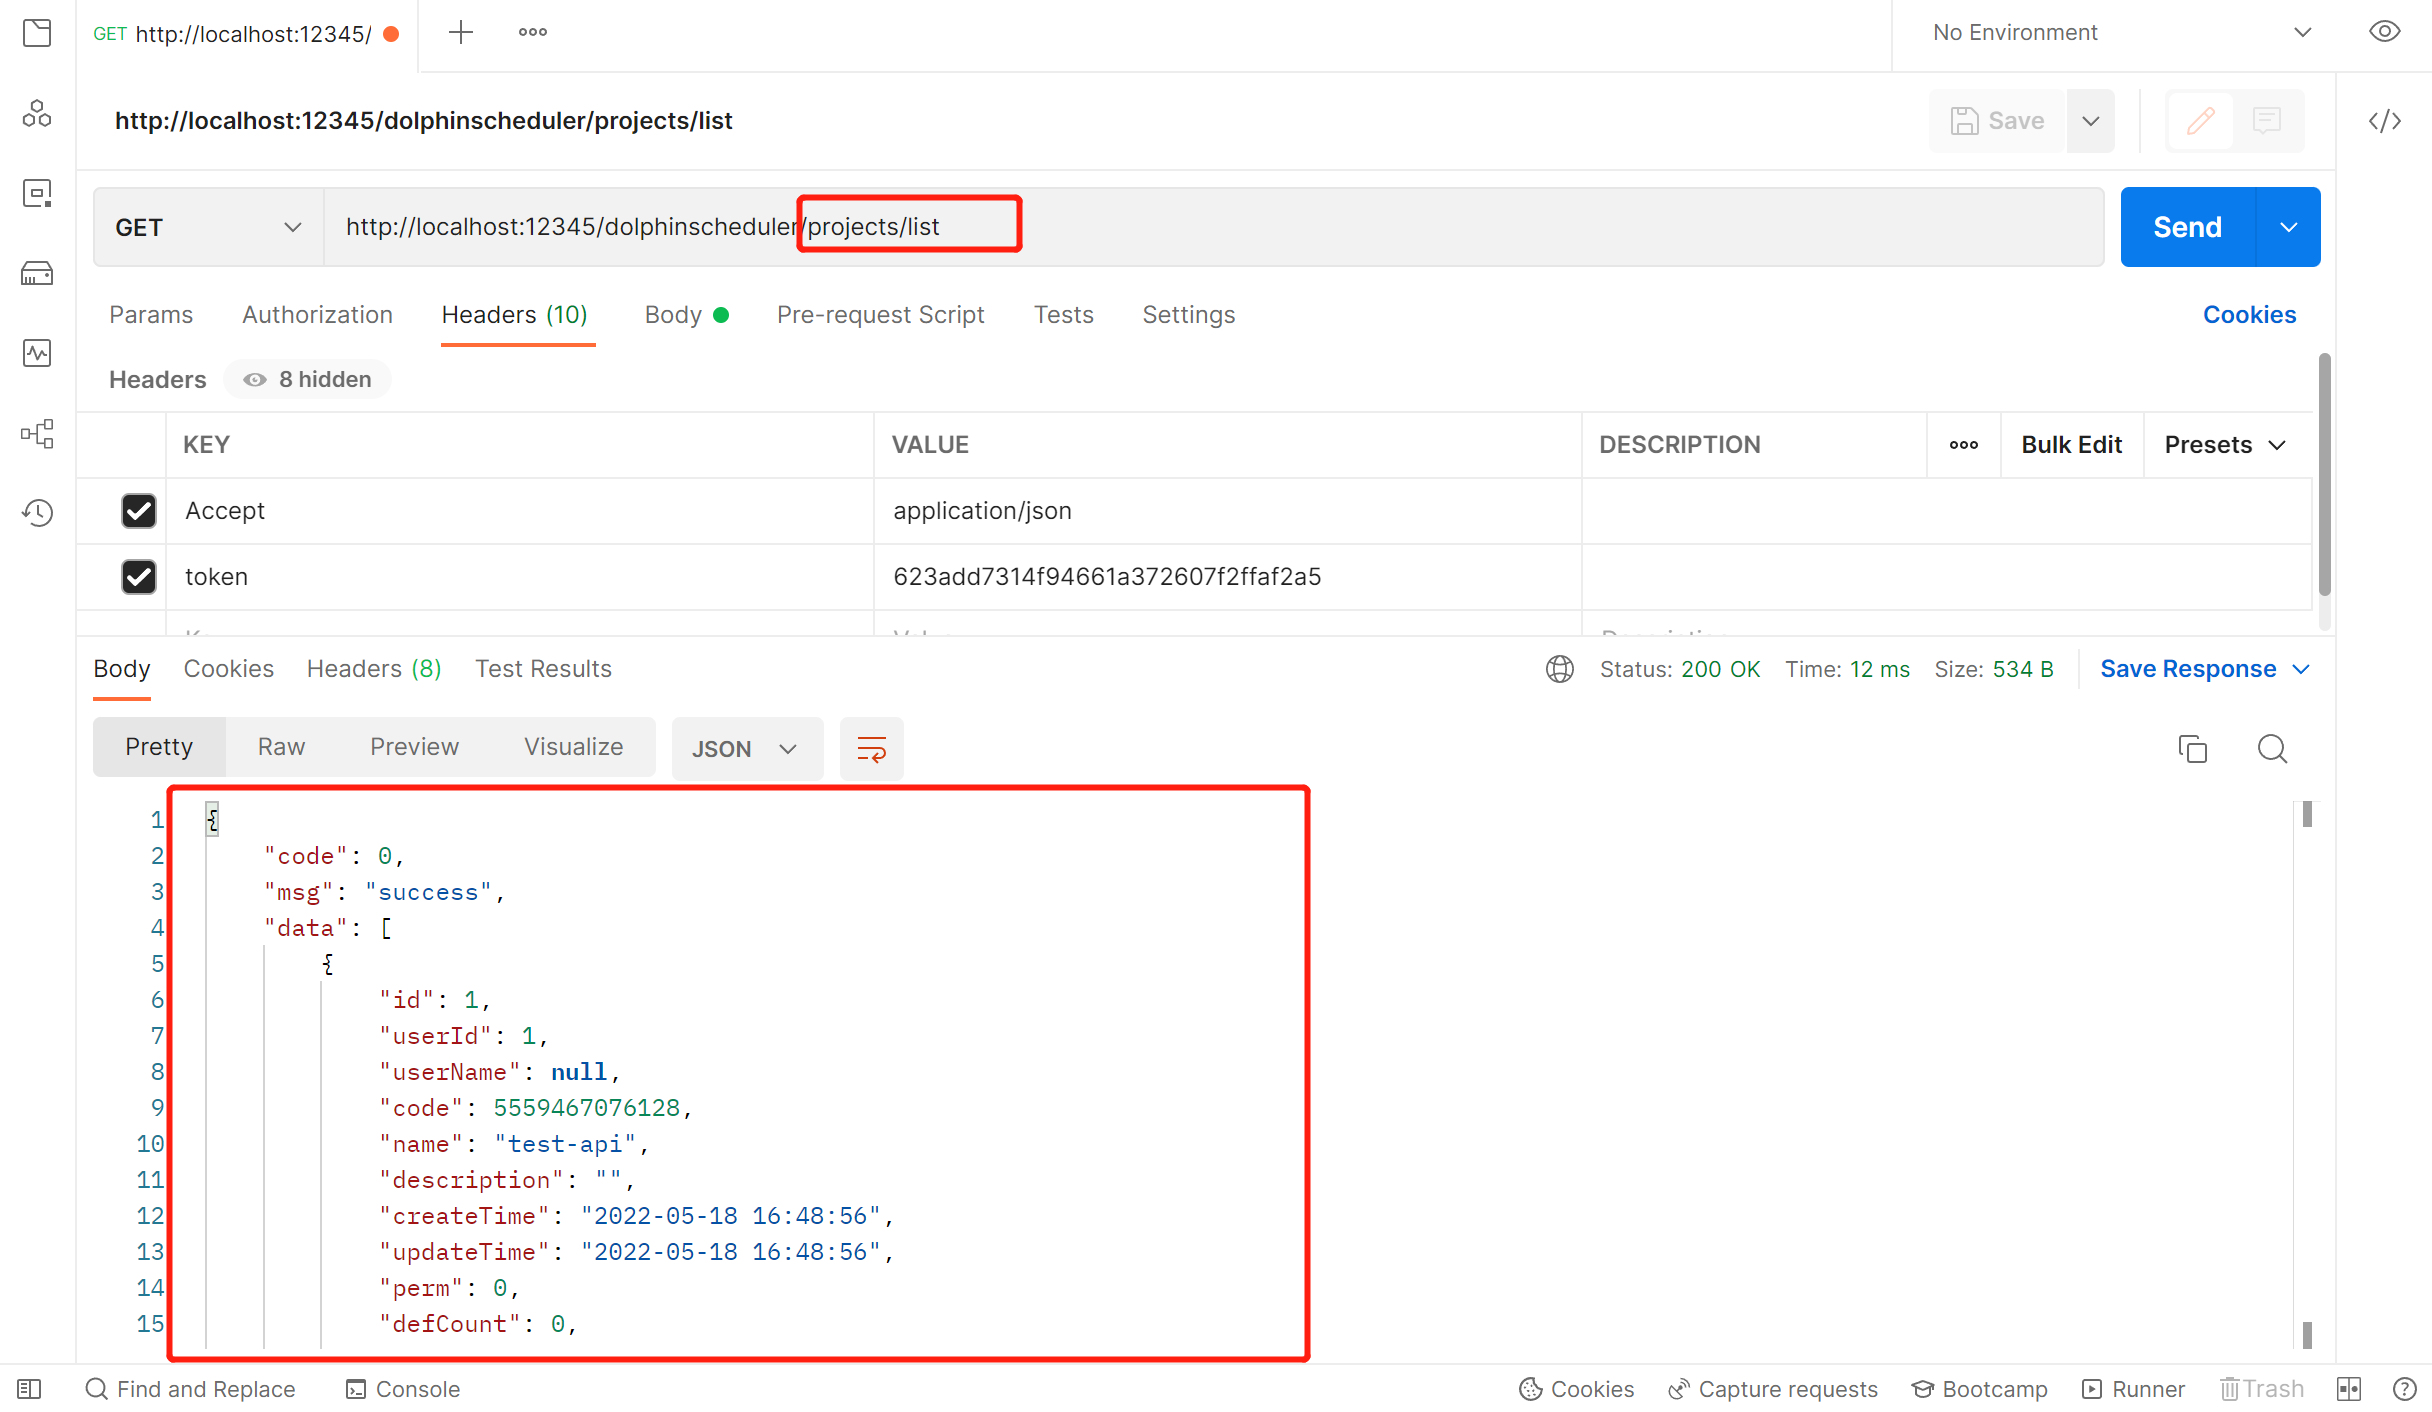 GET http://localhost:12345/
No Environment
http://localhost:12345/dolphinscheduler/projects/list
Save
GET http://localhost:12345/dolphinscheduler/projects/list
Send
Params Authorization Headers (10) Body Pre-request Script Tests Settings Cookies
Headers 8 hidden
KEY VALUE DESCRIPTION Bulk Edit Presets
Accept application/json
token 623add7314f94661a372607f2ffaf2a5
Body Cookies Headers (8) Test Results Status: 200 OK Time: 12 ms Size: 534 B Save Response
Pretty Raw Preview Visualize JSON
1 {
2 "code": 0,
3 "msg": "success",
4 "data": [
5 {
6 "id": 1,
7 "userId": 1,
8 "userName": null,
9 "code": 5559467076128,
10 "name": "test-api",
11 "description": "",
12 "createTime": "2022-05-18 16:48:56",
13 "updateTime": "2022-05-18 16:48:56",
14 "perm": 0,
15 "defCount": 0,
Find and Replace Console Cookies Capture requests Bootcamp Runner Trash